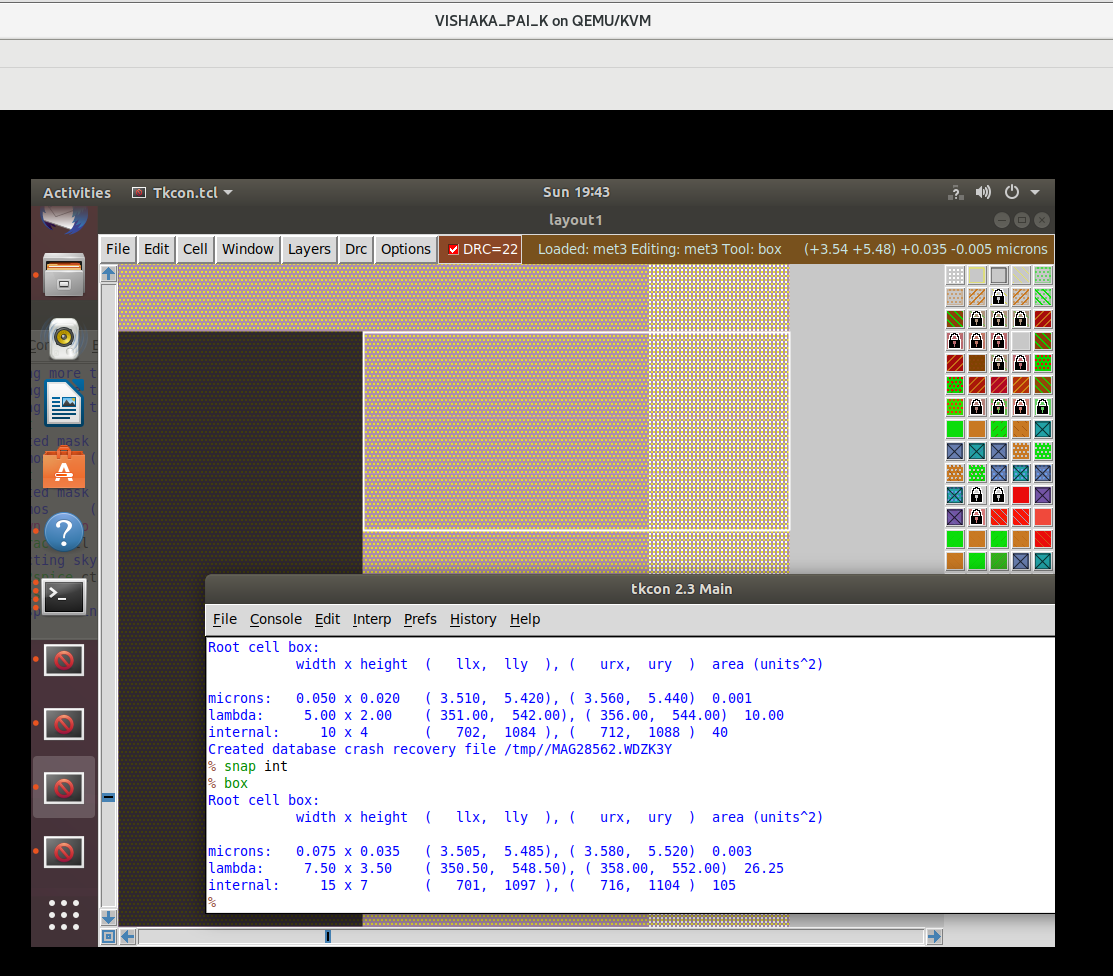 VISHAKA_PAI_K on QEMU/KVM
Activities Tkcon.tcl Sun 19:43
layout1
File Edit Cell Window Layers Drc Options DRC=22 Loaded: met3 Editing: met3 Tool: box (+3.54 +5.48) +0.035 -0.005 microns
ng more t
ed mask
ed mask
ting sky
tkcon 2.3 Main
File Console Edit Interp Prefs History Help
Root cell box:
width x height ( llx, lly ), ( urx, ury ) area (units^2)
microns: 0.050 x 0.020 ( 3.510, 5.420), ( 3.560, 5.440) 0.001
lambda: 5.00 x 2.00 ( 351.00, 542.00), ( 356.00, 544.00) 10.00
internal: 10 x 4 ( 702, 1084 ), ( 712, 1088 ) 40
Created database crash recovery file /tmp//MAG28562.WDZK3Y
% snap int
% box
Root cell box:
width x height ( llx, lly ), ( urx, ury ) area (units^2)
microns: 0.075 x 0.035 ( 3.505, 5.485), ( 3.580, 5.520) 0.003
lambda: 7.50 x 3.50 ( 350.50, 548.50), ( 358.00, 552.00) 26.25
internal: 15 x 7 ( 701, 1097 ), ( 716, 1104 ) 105
%